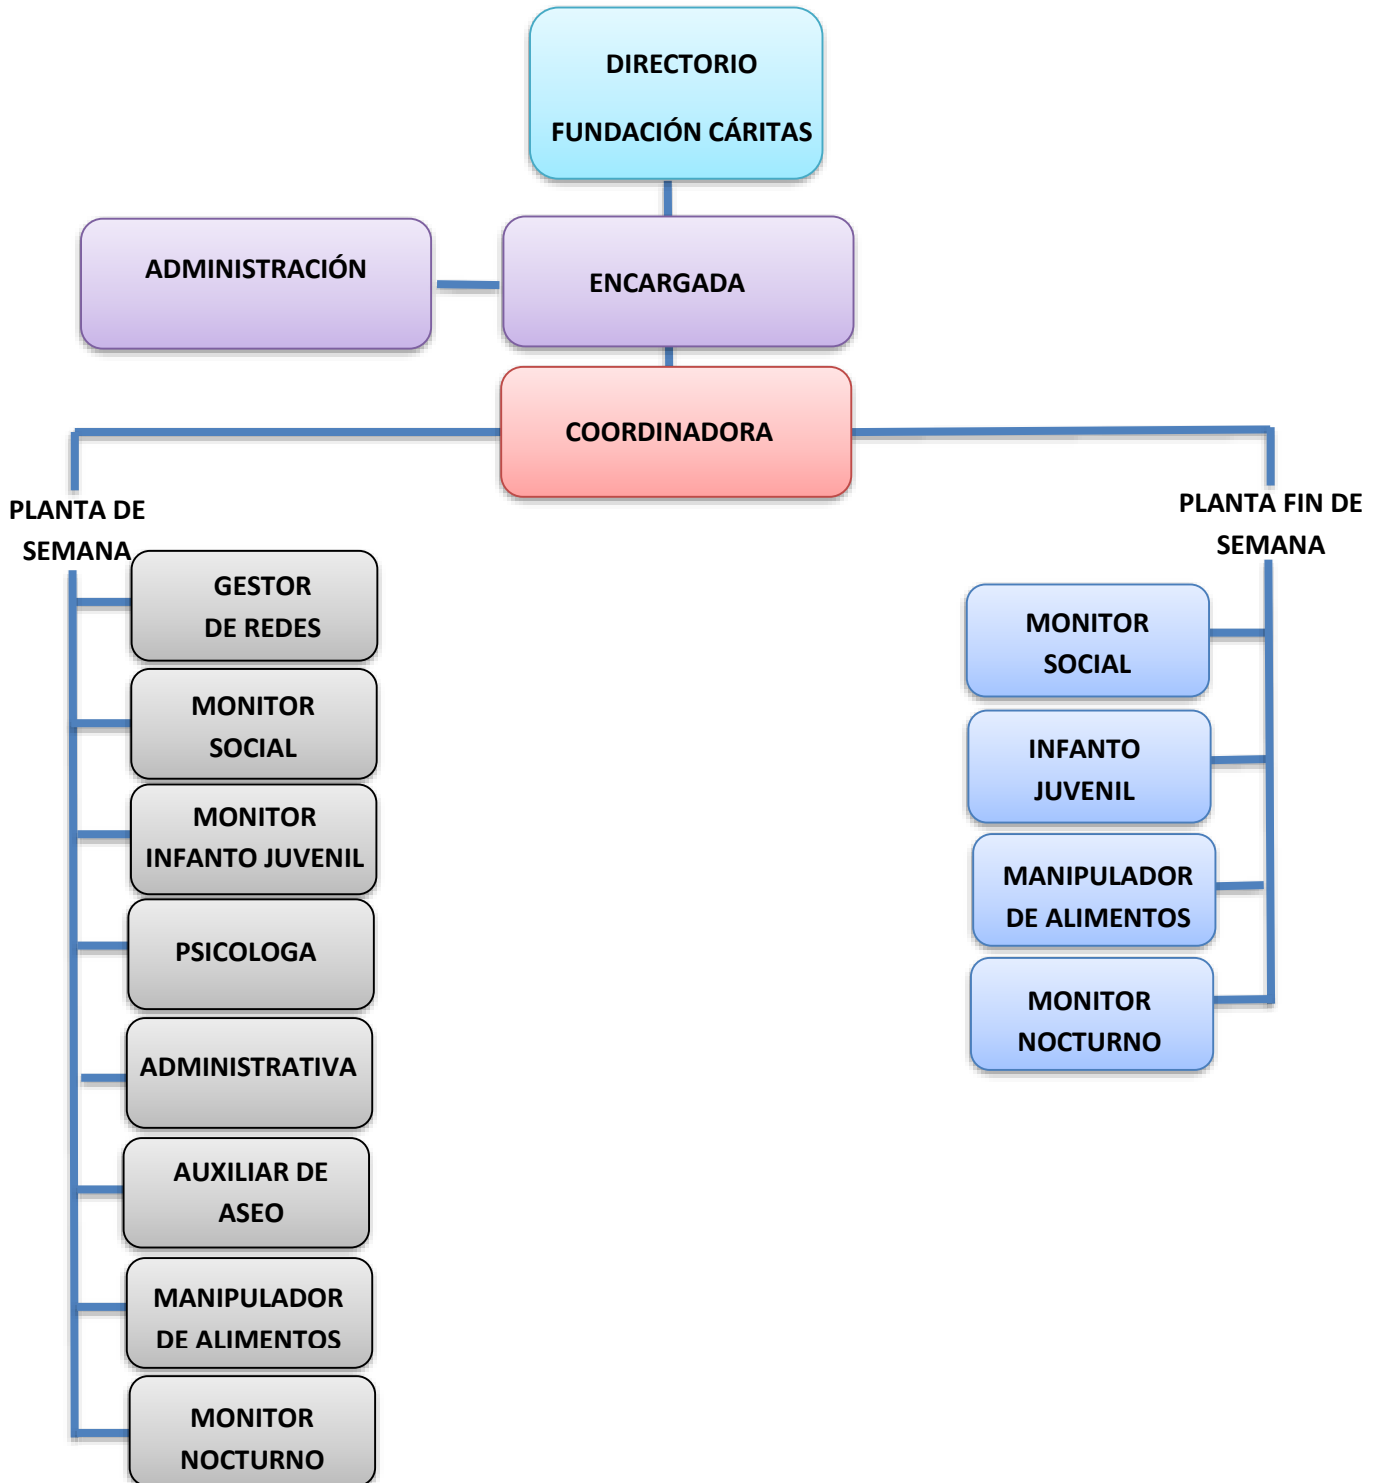 DIRECTORIO
FUNDACIÓN CÁRITAS
ADMINISTRACIÓN
ENCARGADA
COORDINADORA
PLANTA DE
SEMANA
GESTOR
DE REDES
MONITOR
SOCIAL
MONITOR
INFANTO JUVENIL
PSICOLOGA
ADMINISTRATIVA
AUXILIAR DE
ASEO
MANIPULADOR
DE ALIMENTOS
MONITOR
NOCTURNO
PLANTA FIN DE
SEMANA
MONITOR
SOCIAL
INFANTO
JUVENIL
MANIPULADOR
DE ALIMENTOS
MONITOR
NOCTURNO